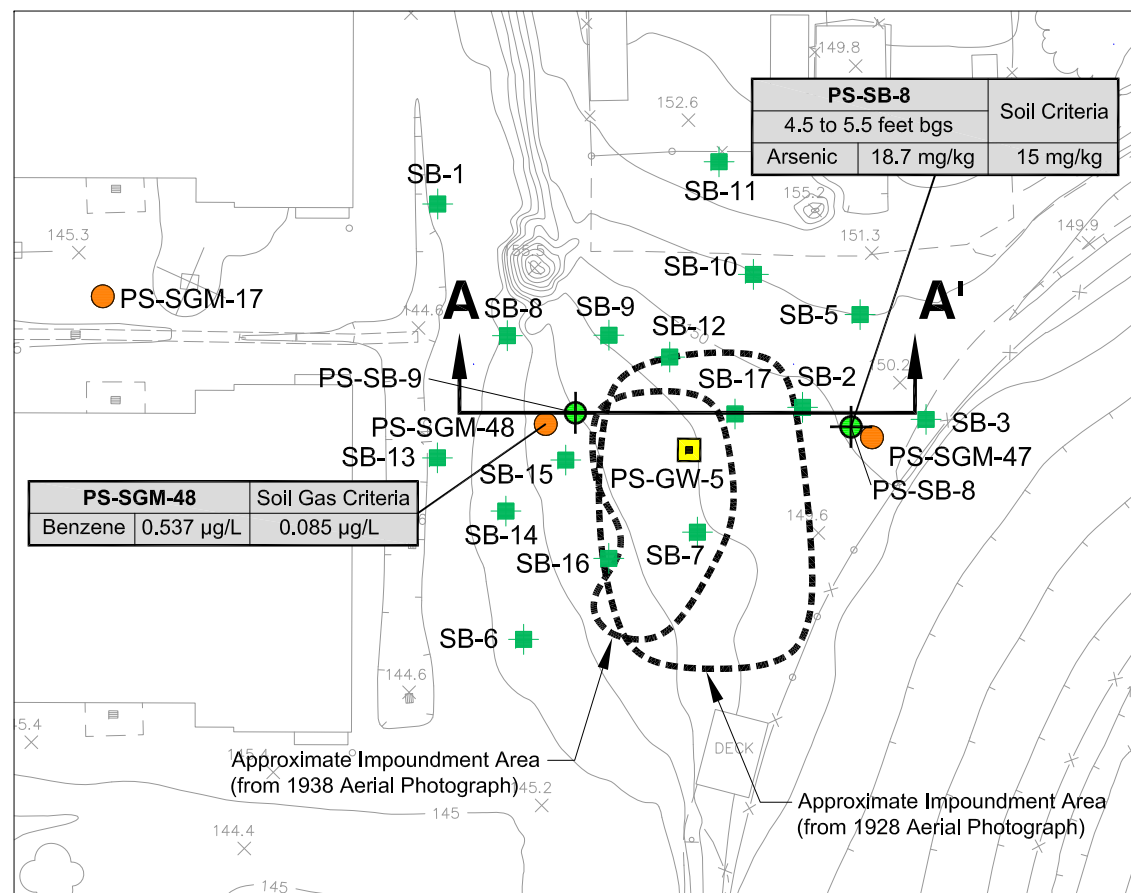 149.8
152.6
PS-SB-8
Soil Criteria
4.5 to 5.5 feet bgs
Arsenic 18.7 mg/kg 15 mg/kg
SB-1
SB-11
155.2
145.3
151.3
149.9
SB-10
PS-SGM-17
144.6
A
A'
SB-8
SB-9
SB-5
SB-12
50
150.2
PS-SB-9
SB-17
SB-2
PS-SGM-48
SB-3
SB-13
SB-15
PS-GW-5
PS-SGM-47
PS-SB-8
PS-SGM-48 Soil Gas Criteria
Benzene 0.537 µg/L 0.085 µg/L
SB-14
149.6
SB-7
SB-16
SB-6
144.6
45.4
145.4
DECK
Approximate Impoundment Area
(from 1938 Aerial Photograph)
145.2
145
Approximate Impoundment Area
(from 1928 Aerial Photograph)
144.4
145